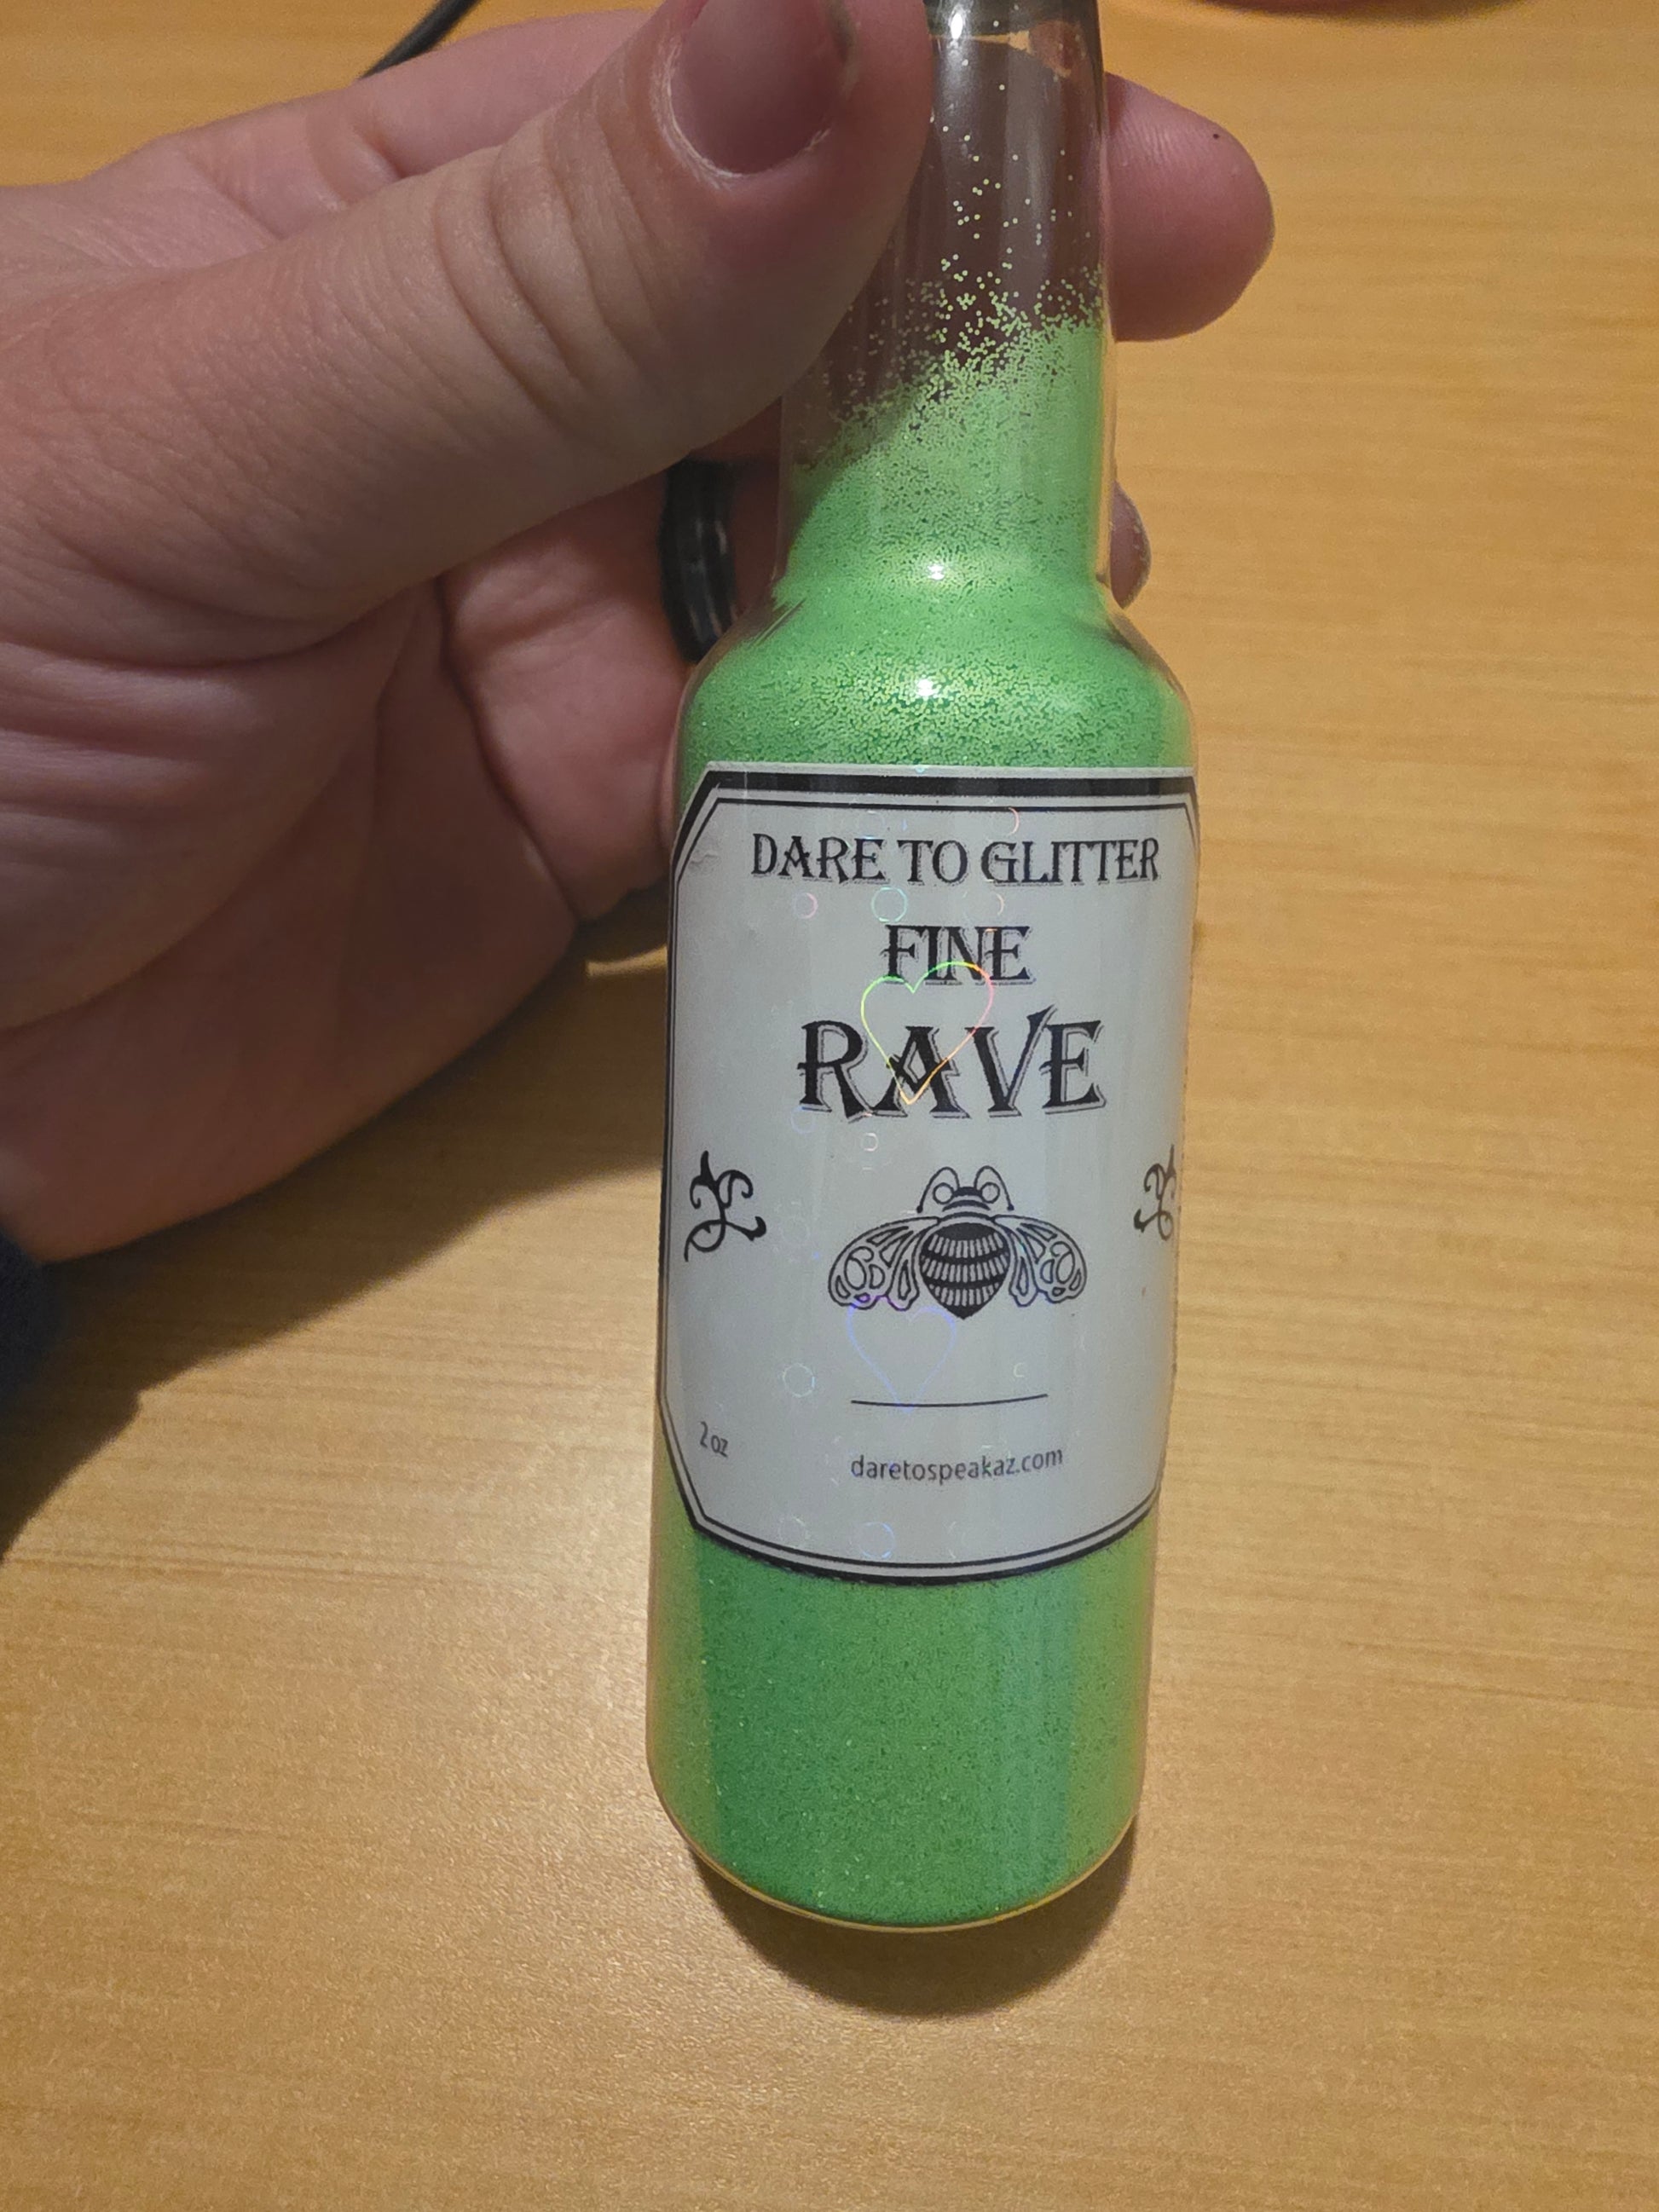 DARE TO GLITTER
FINE
RAVE
2 oz
daretospeakaz.com